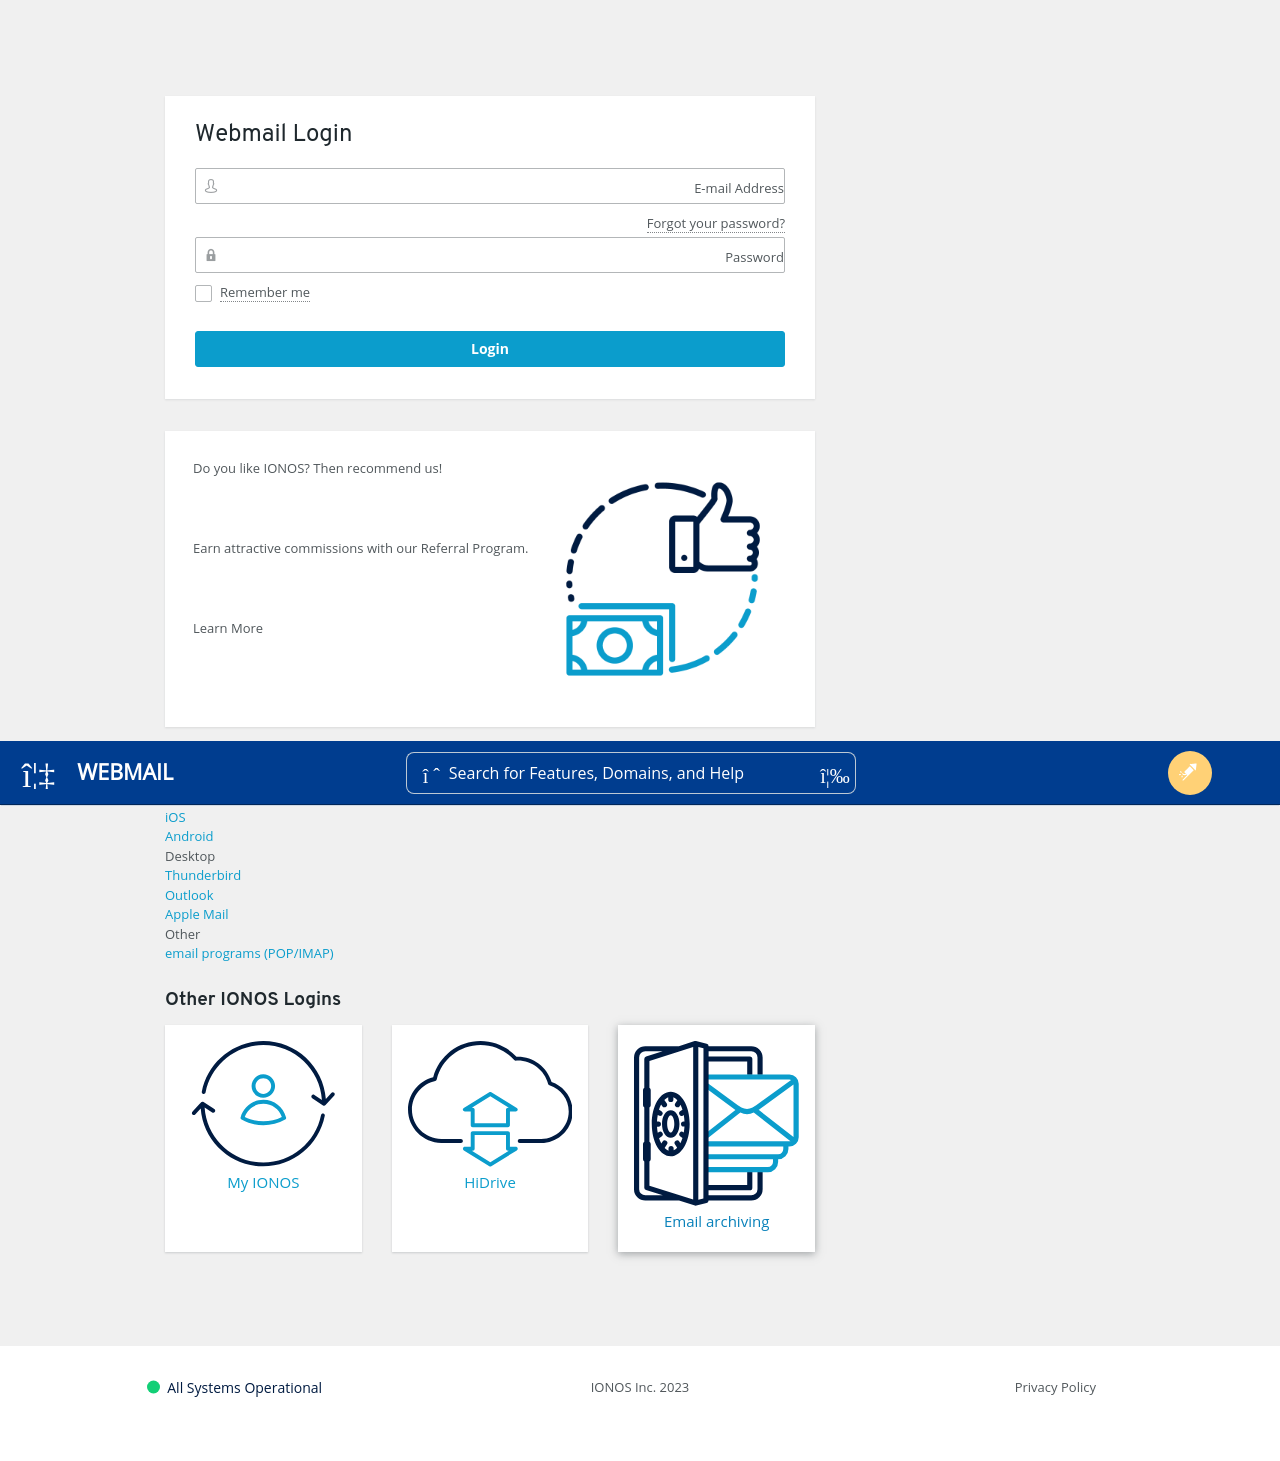 Webmail Login
E-mail Address
Forgot your password?
Password
Remember me
Login
Do you like IONOS? Then recommend us!
Earn attractive commissions with our Referral Program.
Learn More
î¦‡ WEBMAIL
îˆ Search for Features, Domains, and Help î¦‰
iOS
Android
Desktop
Thunderbird
Outlook
Apple Mail
Other
email programs (POP/IMAP)
Other IONOS Logins
My IONOS
HiDrive
Email archiving
All Systems Operational
IONOS Inc. 2023
Privacy Policy